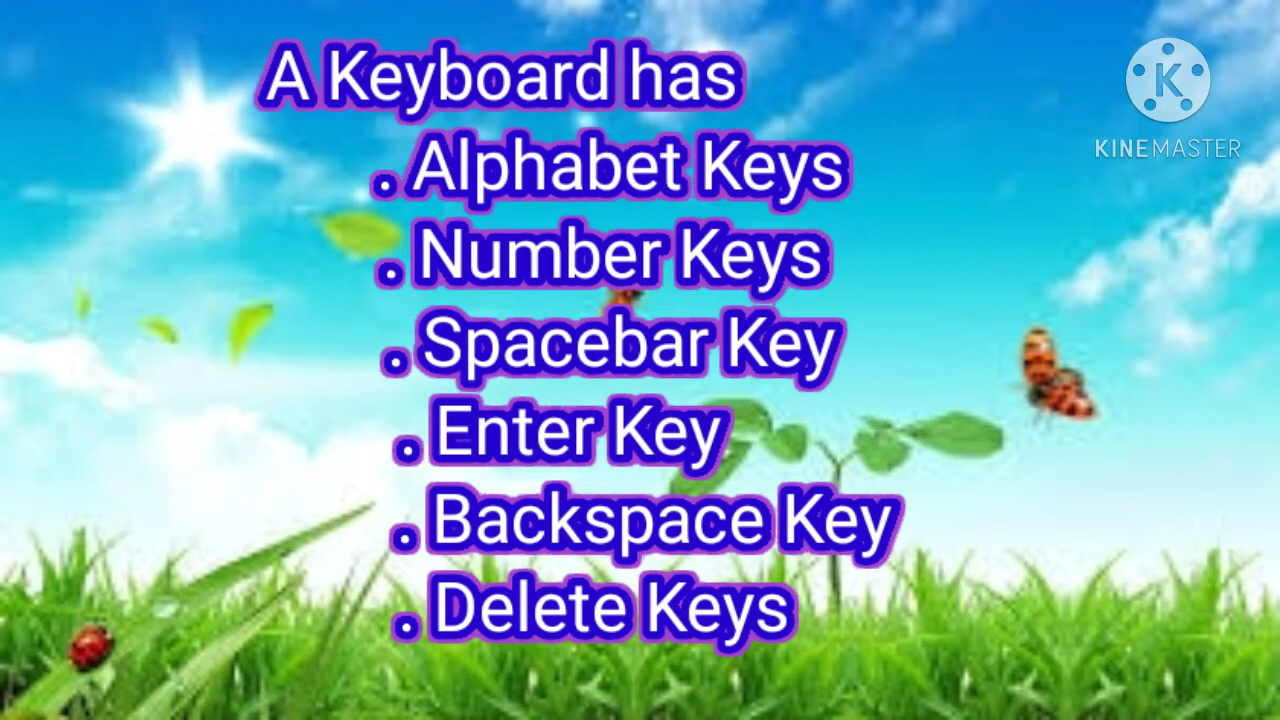 A Keyboard has
. Alphabet Keys
. Number Keys
. Spacebar Key
. Enter Key
. Backspace Key
. Delete Keys
K
KINEMASTER